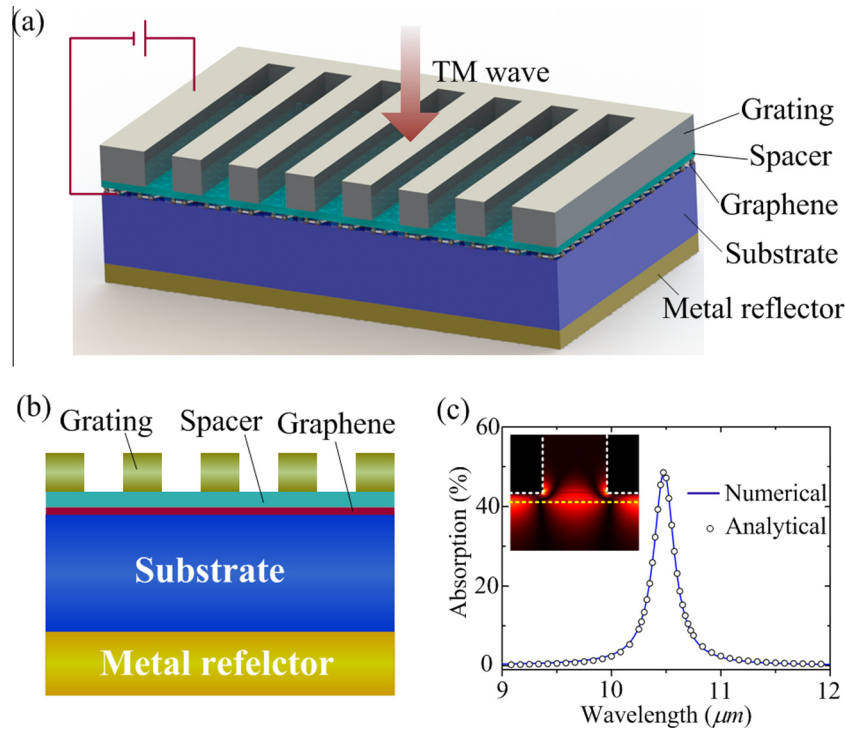 (a)
TM wave
Grating
Spacer
Graphene
Substrate
Metal reflector
(b)
Grating Spacer Graphene
Substrate
Metal refelctor
(c)
60
40
20
0
Absorption (%)
Numerical
Analytical
9 10 11 12
Wavelength (μm)